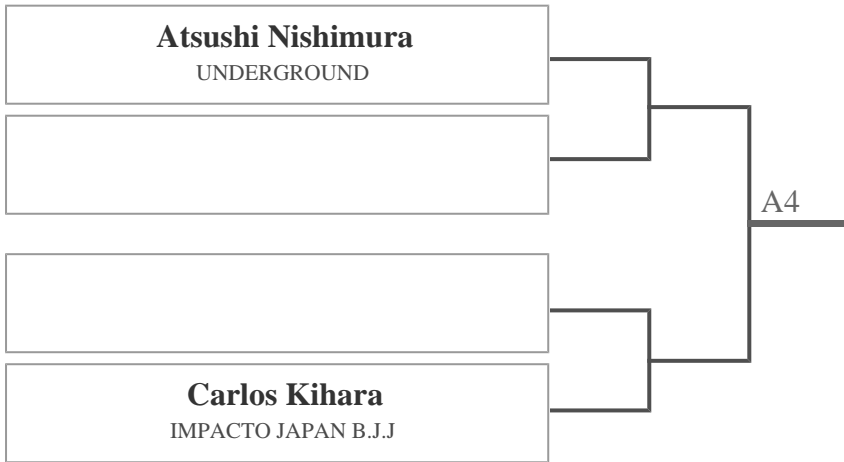 Atsushi Nishimura
UNDERGROUND
A4
Carlos Kihara
IMPACTO JAPAN B.J.J